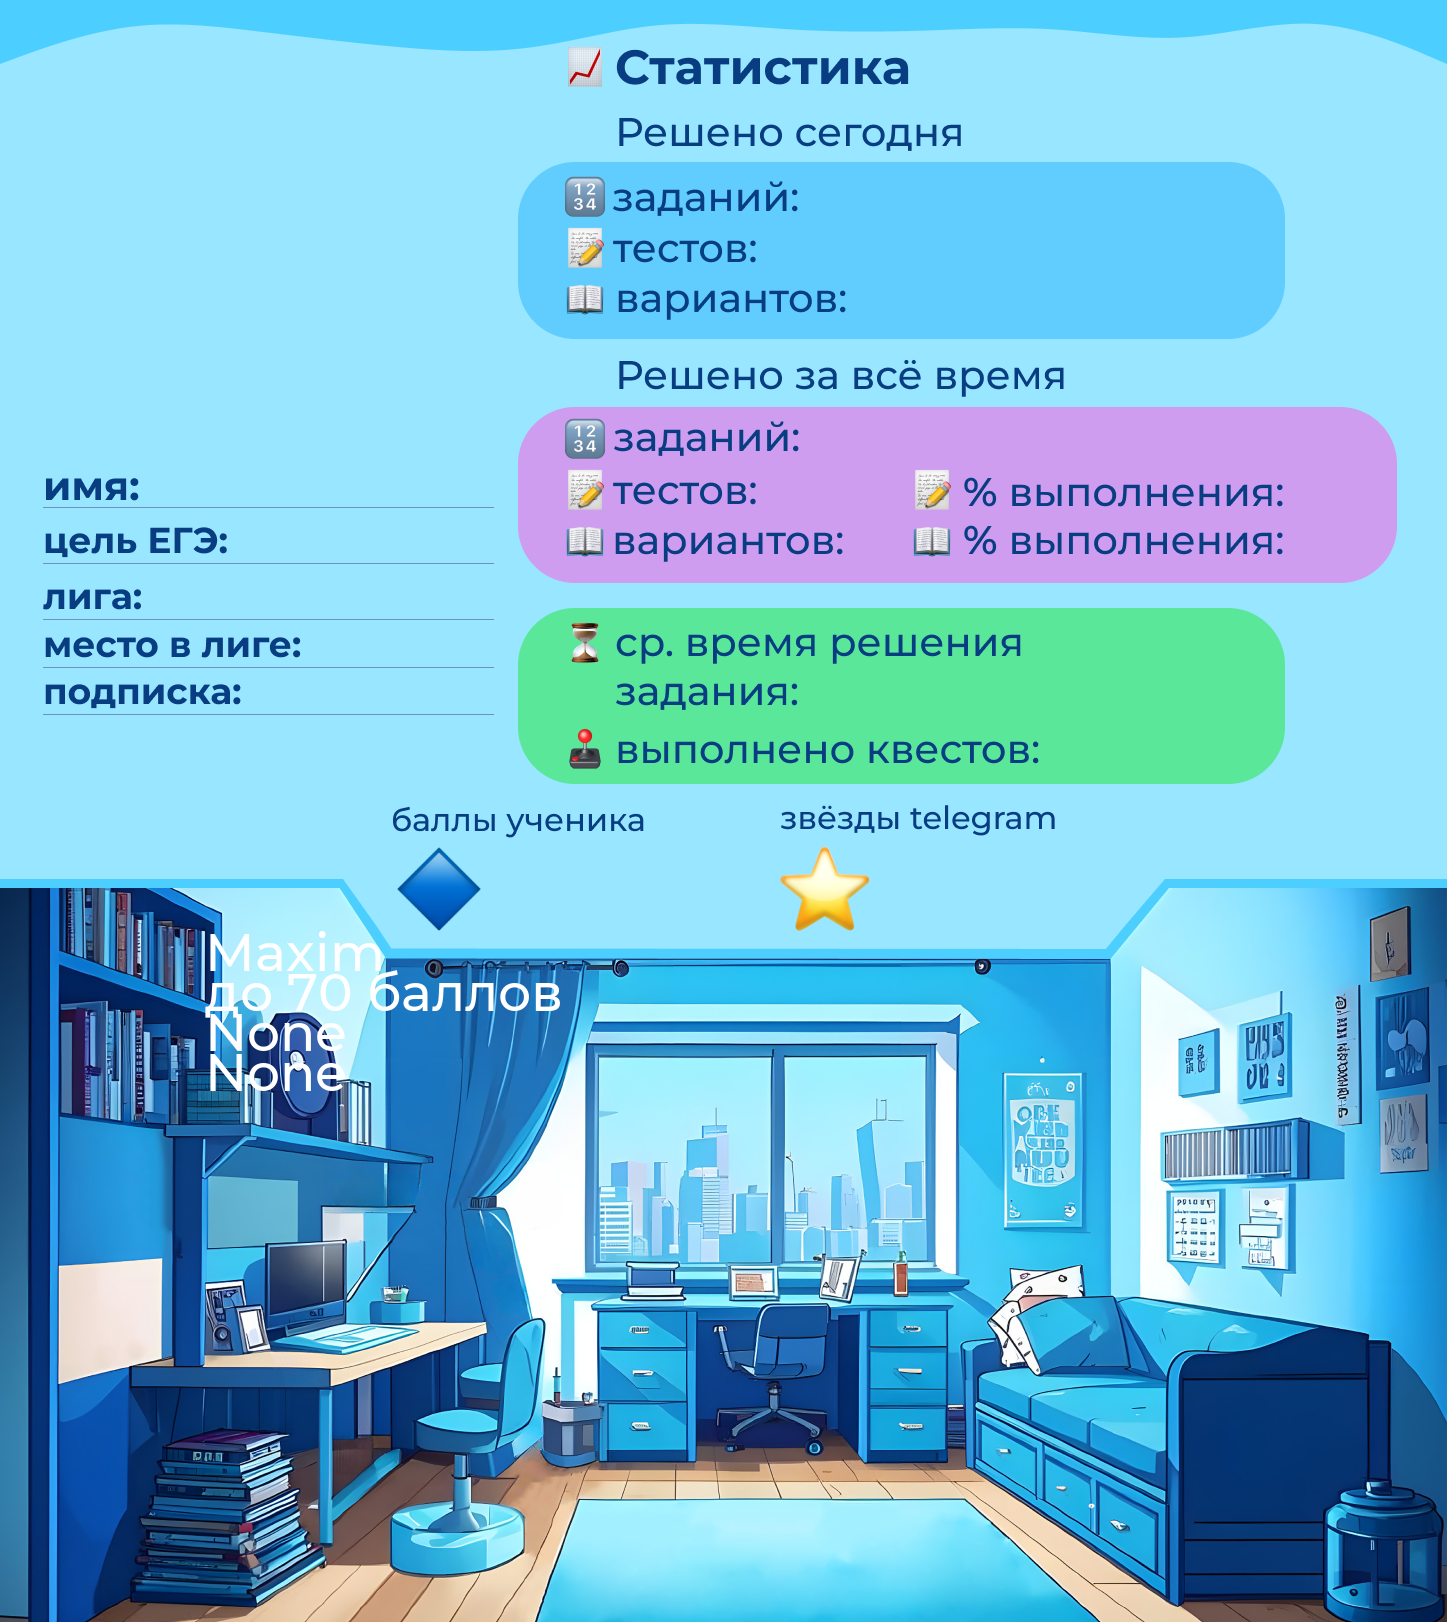 Статистика
Решено сегодня
заданий:
тестов:
вариантов:
Решено за всё время
заданий:
тестов: % выполнения:
вариантов: % выполнения:
ср. время решения
задания:
выполнено квестов:
имя:
цель ЕГЭ:
лига:
место в лиге:
подписка:
баллы ученика
звёзды telegram
Maxim
до 70 баллов
None
None